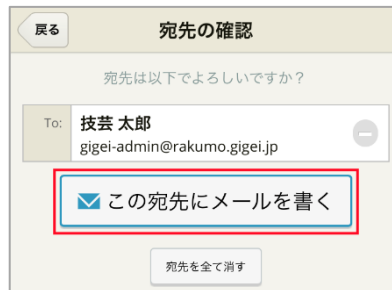 戻る
宛先の確認
宛先は以下でよろしいですか？
To:
技芸 太郎
gigei-admin@rakumo.gigei.jp
この宛先にメールを書く
宛先を全て消す